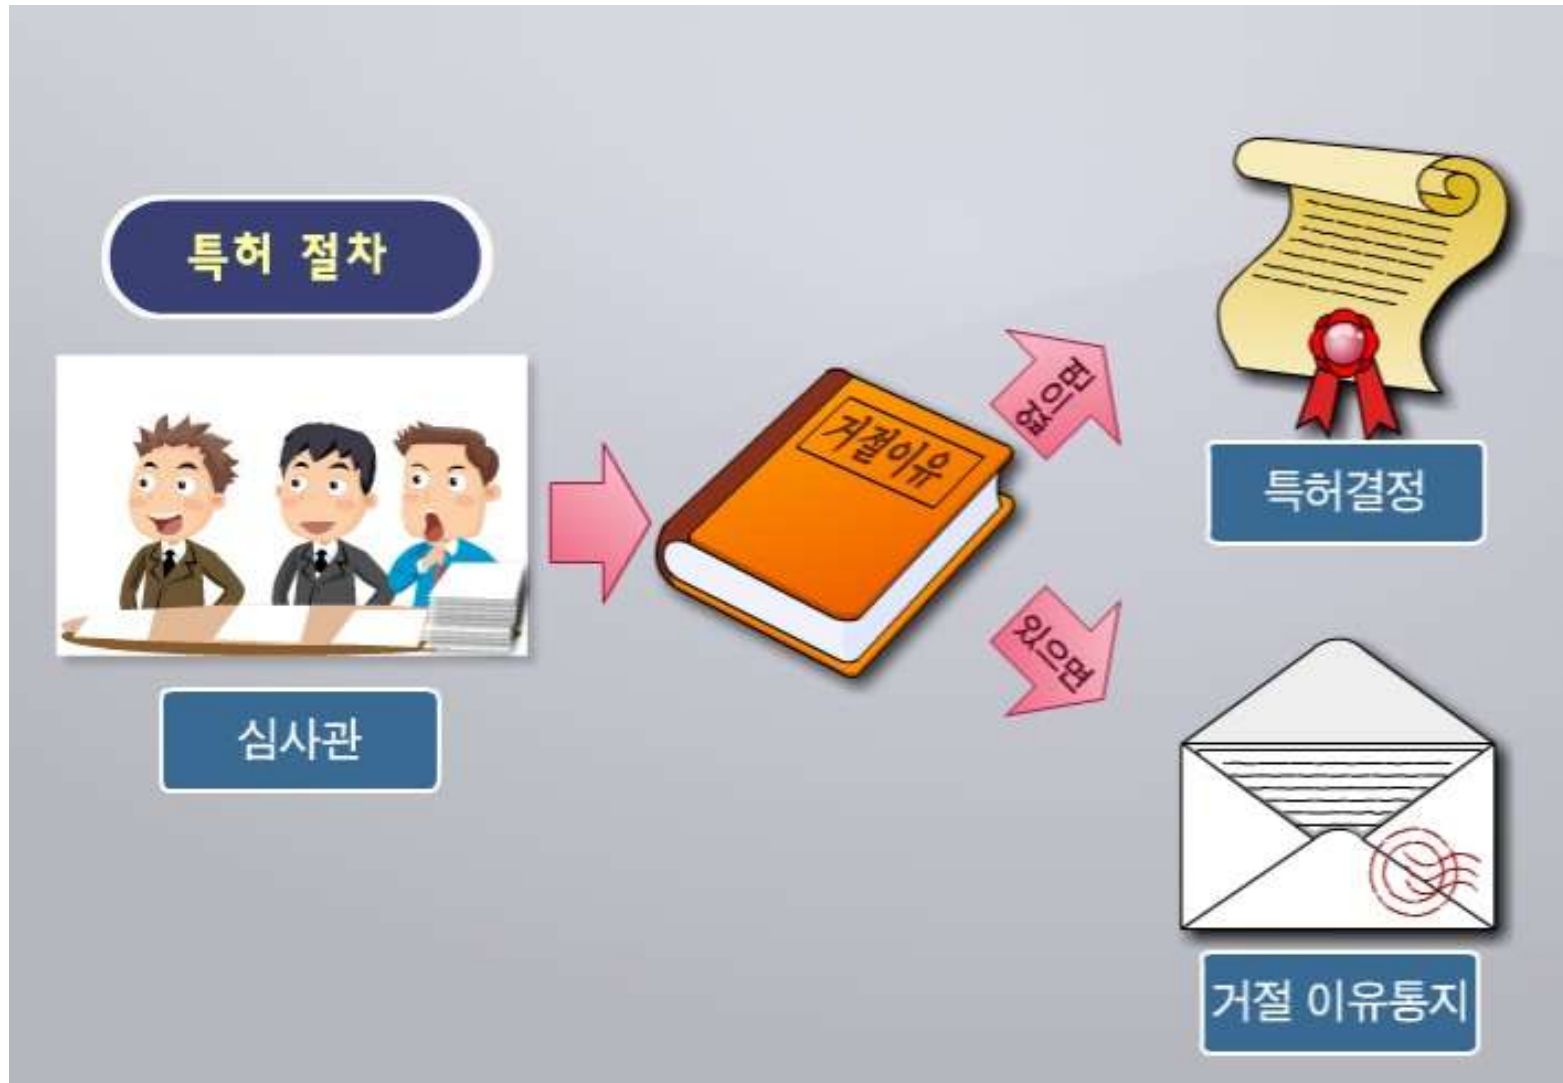 특허 절차
심사관
거절이유
없으면
있으면
특허결정
거절 이유통지